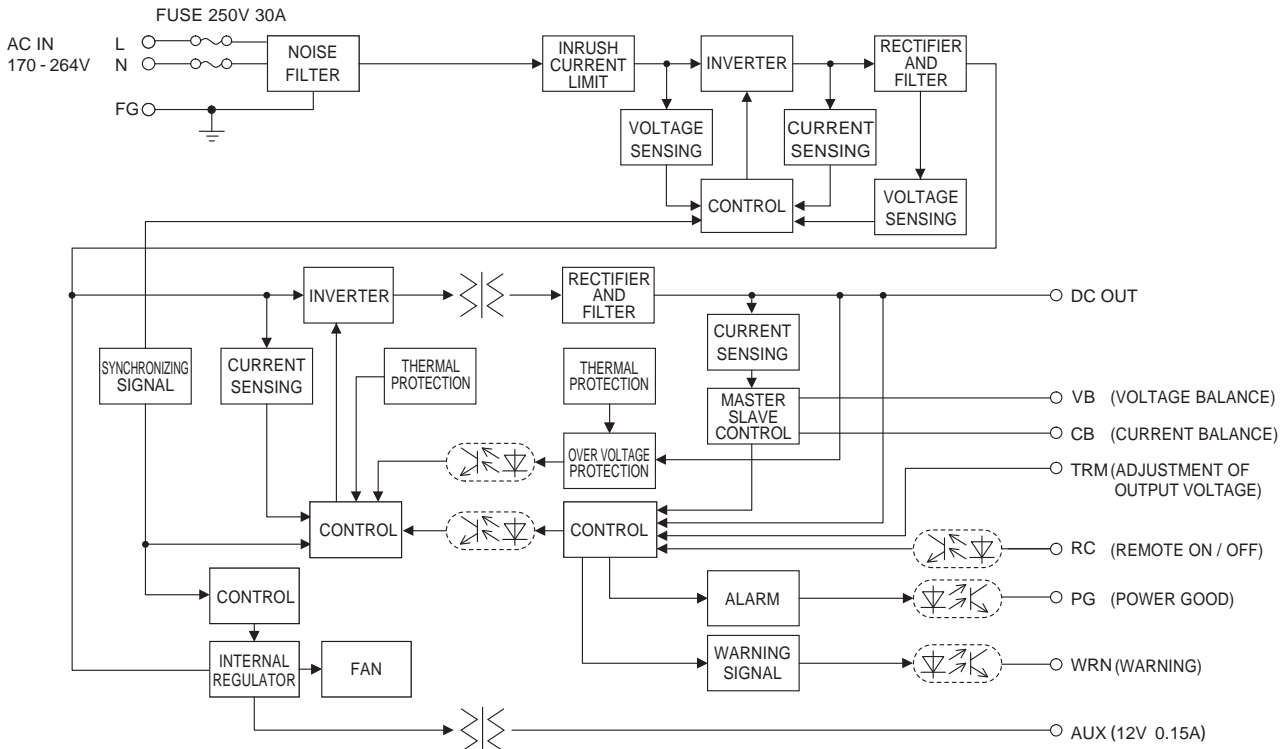 FUSE 250V 30A
AC IN
170 - 264V
L
N
FG
NOISE
FILTER
INRUSH
CURRENT
LIMIT
INVERTER
RECTIFIER
AND
FILTER
VOLTAGE
SENSING
CURRENT
SENSING
CONTROL
VOLTAGE
SENSING
INVERTER
RECTIFIER
AND
FILTER
DC OUT
SYNCHRONIZING
SIGNAL
CURRENT
SENSING
THERMAL
PROTECTION
THERMAL
PROTECTION
CURRENT
SENSING
MASTER
SLAVE
CONTROL
VB (VOLTAGE BALANCE)
CB (CURRENT BALANCE)
OVER VOLTAGE
PROTECTION
TRM (ADJUSTMENT OF
OUTPUT VOLTAGE)
CONTROL
CONTROL
RC (REMOTE ON / OFF)
CONTROL
ALARM
PG (POWER GOOD)
INTERNAL
REGULATOR
FAN
WARNING
SIGNAL
WRN (WARNING)
AUX (12V 0.15A)